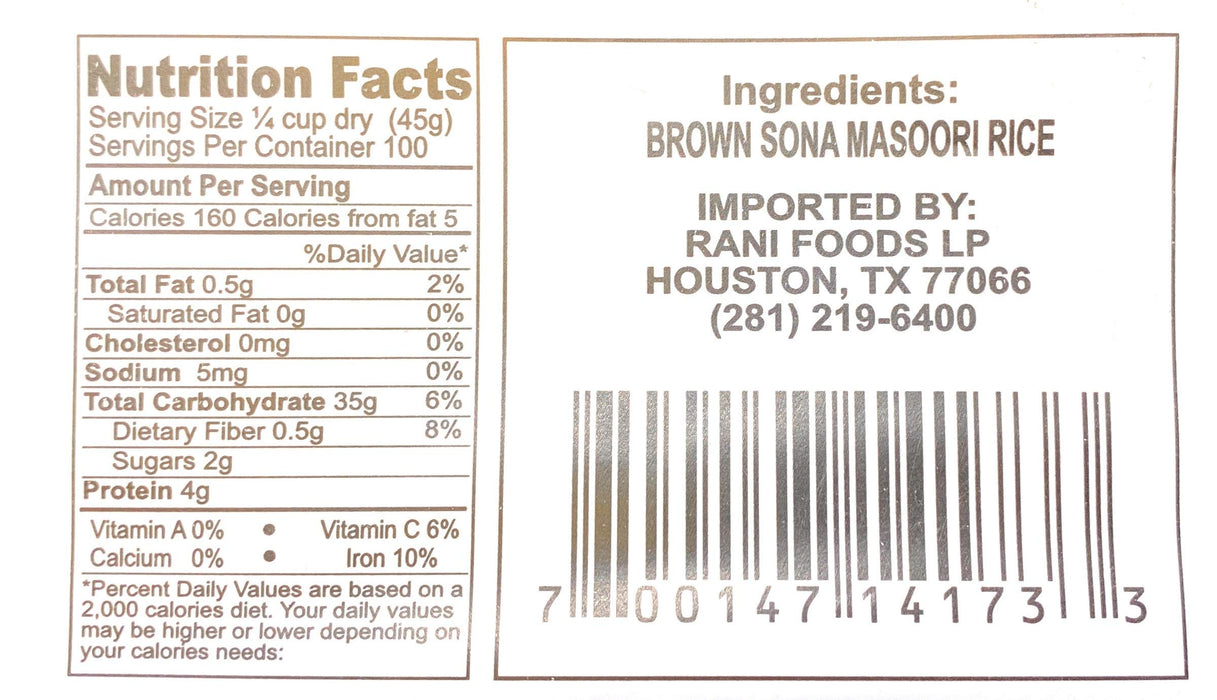 Nutrition Facts
Serving Size ¼ cup dry (45g)
Servings Per Container 100
Amount Per Serving
Calories 160 Calories from fat 5
%Daily Value*
Total Fat 0.5g 2%
Saturated Fat 0g 0%
Cholesterol 0mg 0%
Sodium 5mg 0%
Total Carbohydrate 35g 6%
Dietary Fiber 0.5g 8%
Sugars 2g
Protein 4g
Vitamin A 0% • Vitamin C 6%
Calcium 0% • Iron 10%
*Percent Daily Values are based on a
2,000 calories diet. Your daily values
may be higher or lower depending on
your calories needs:
Ingredients:
BROWN SONA MASOORI RICE
IMPORTED BY:
RANI FOODS LP
HOUSTON, TX 77066
(281) 219-6400
7 00147 14173 3